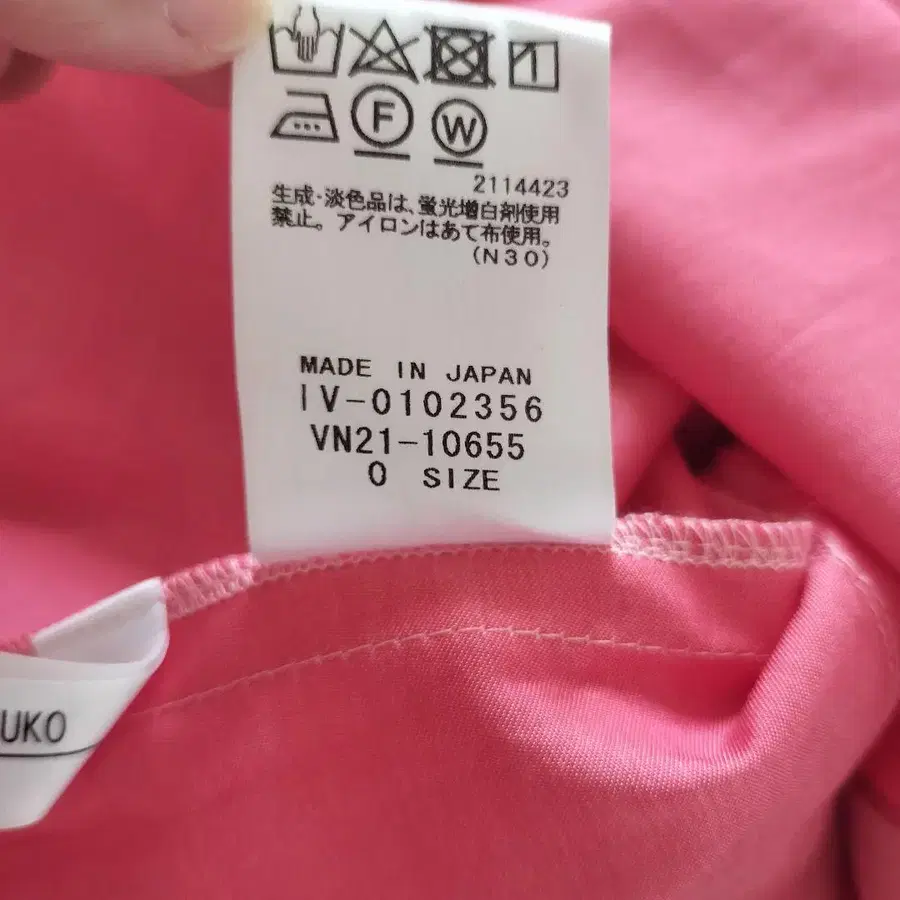 F W
2114423
生成・淡色品は、蛍光増白剤使用
禁止。アイロンはあて布使用。
(N30)
MADE IN JAPAN
IV-0102356
VN21-10655
0 SIZE
UKO